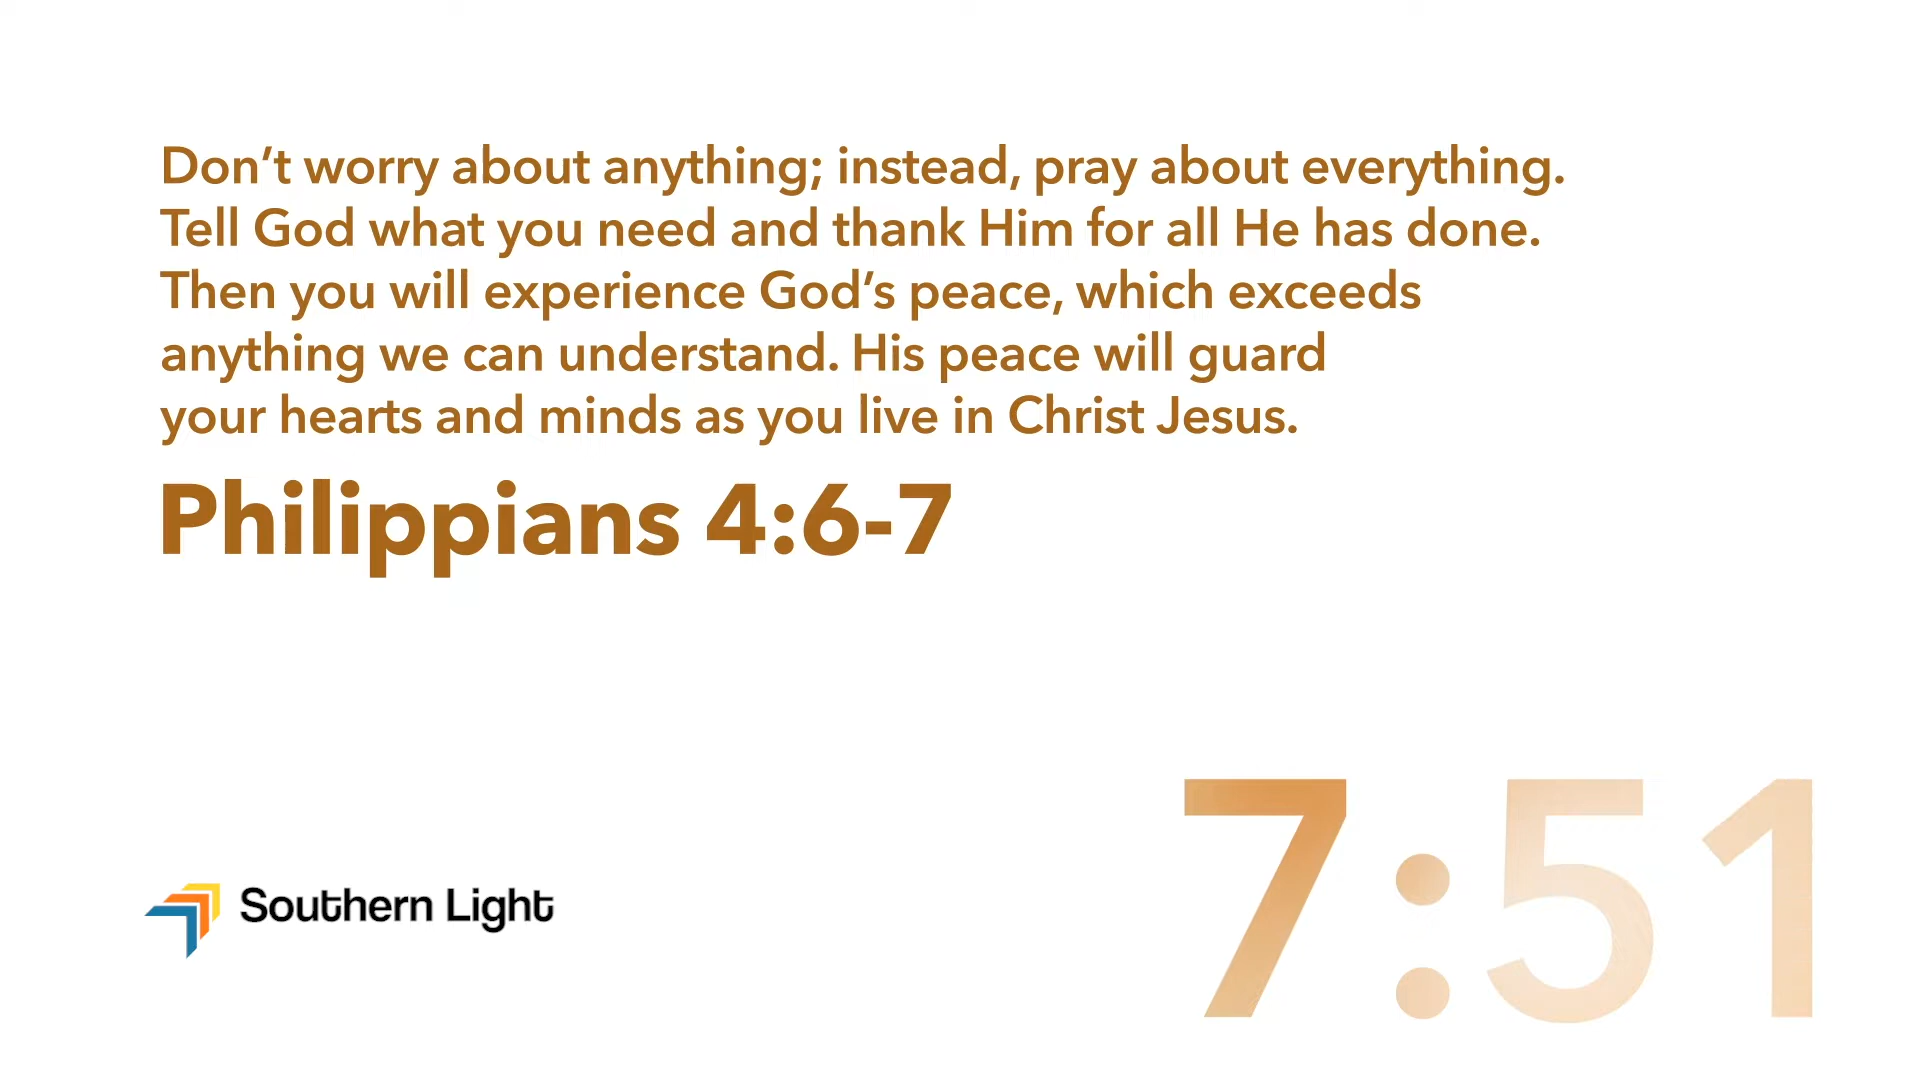 Don’t worry about anything; instead, pray about everything.
Tell God what you need and thank Him for all He has done.
Then you will experience God’s peace, which exceeds
anything we can understand. His peace will guard
your hearts and minds as you live in Christ Jesus.
Philippians 4:6-7
Southern Light
7:51